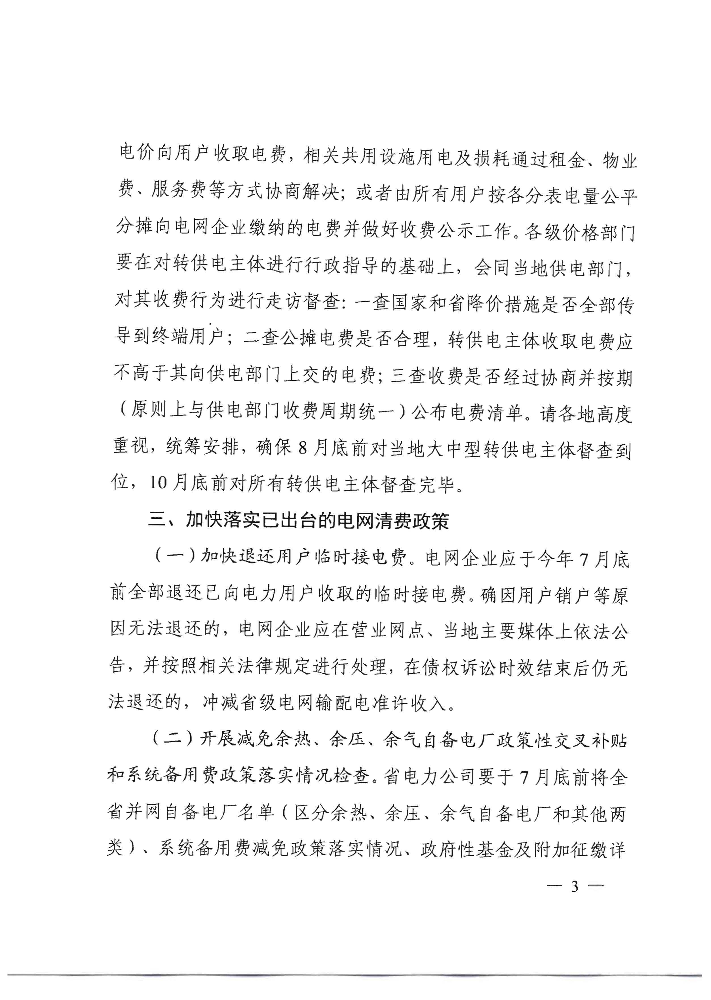 电价向用户收取电费，相关共用设施用电及损耗通过租金、物业
费、服务费等方式协商解决；或者由所有用户按各分表电量公平
分摊向电网企业缴纳的电费并做好收费公示工作。各级价格部门
要在对转供电主体进行行政指导的基础上，会同当地供电部门，
对其收费行为进行走访督查：一查国家和省降价措施是否全部传
导到终端用户；二查公摊电费是否合理，转供电主体收取电费应
不高于其向供电部门上交的电费；三查收费是否经过协商并按期
（原则上与供电部门收费周期统一）公布电费清单。请各地高度
重视，统筹安排，确保 8 月底前对当地大中型转供电主体督查到
位，10 月底前对所有转供电主体督查完毕。
三、加快落实已出台的电网清费政策
（一）加快退还用户临时接电费。电网企业应于今年 7 月底
前全部退还已向电力用户收取的临时接电费。确因用户销户等原
因无法退还的，电网企业应在营业网点、当地主要媒体上依法公
告，并按照相关法律规定进行处理，在债权诉讼时效结束后仍无
法退还的，冲减省级电网输配电准许收入。
（二）开展减免余热、余压、余气自备电厂政策性交叉补贴
和系统备用费政策落实情况检查。省电力公司要于 7 月底前将全
省并网自备电厂名单（区分余热、余压、余气自备电厂和其他两
类）、系统备用费减免政策落实情况、政府性基金及附加征缴详
— 3 —